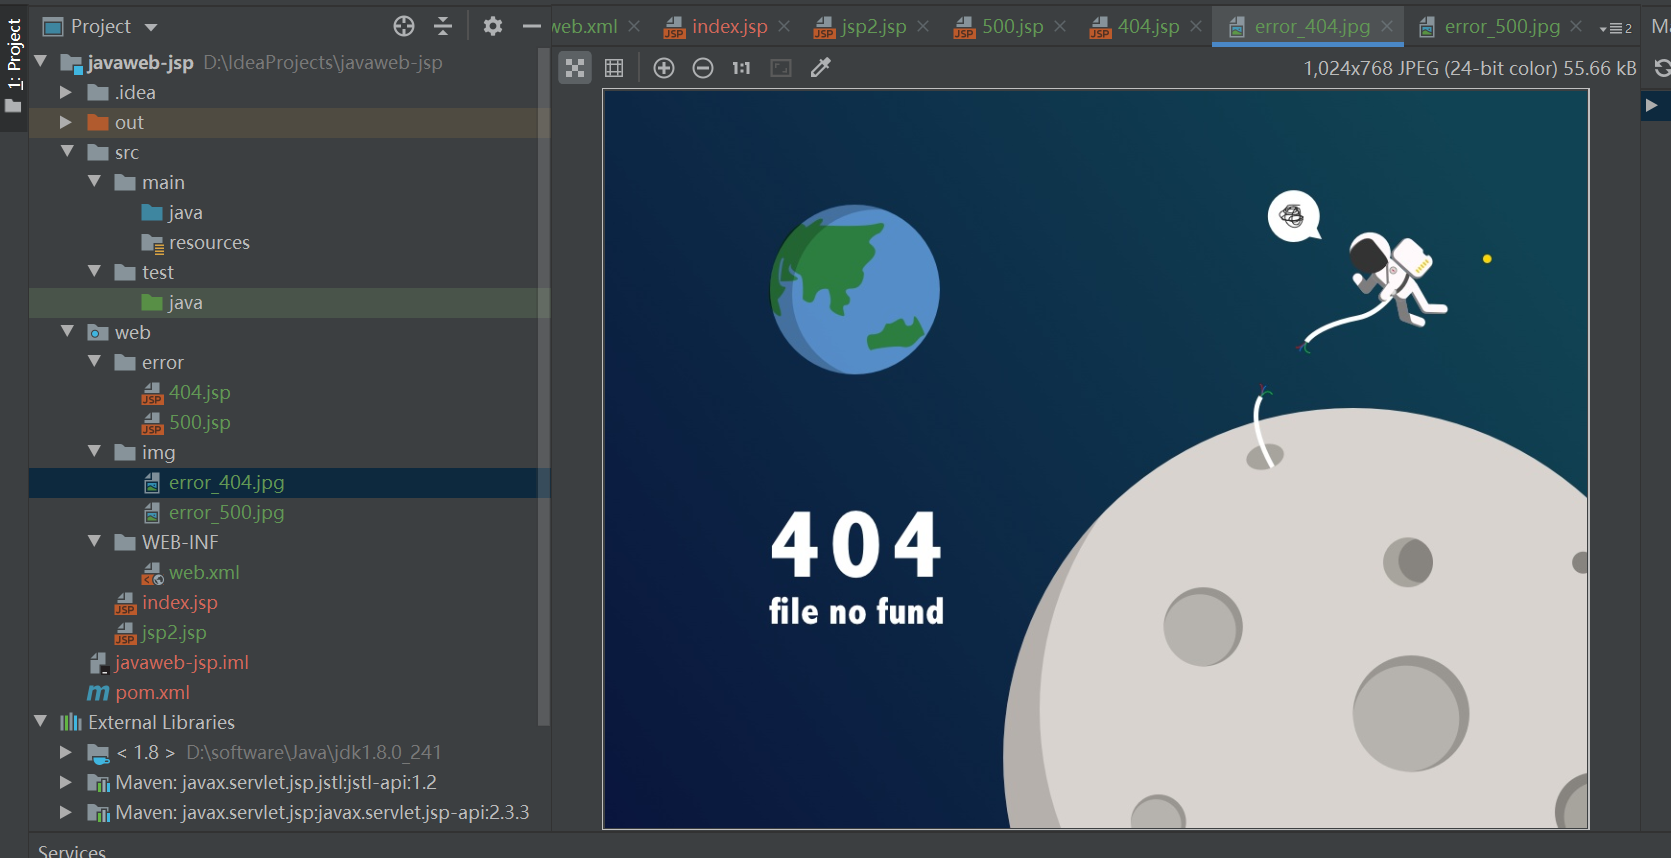 1: Project
Project
web.xml
index.jsp
jsp2.jsp
500.jsp
404.jsp
error_404.jpg
error_500.jpg
2
Ma
javaweb-jsp D:\IdeaProjects\javaweb-jsp
1:1
1,024x768 JPEG (24-bit color) 55.66 kB
.idea
out
src
main
java
resources
test
java
web
error
404.jsp
500.jsp
img
error_404.jpg
error_500.jpg
WEB-INF
web.xml
index.jsp
jsp2.jsp
javaweb-jsp.iml
pom.xml
External Libraries
< 1.8 > D:\software\Java\jdk1.8.0_241
Maven: javax.servlet.jsp.jstl:jstl-api:1.2
Maven: javax.servlet.jsp:javax.servlet.jsp-api:2.3.3
404
file no fund
Services